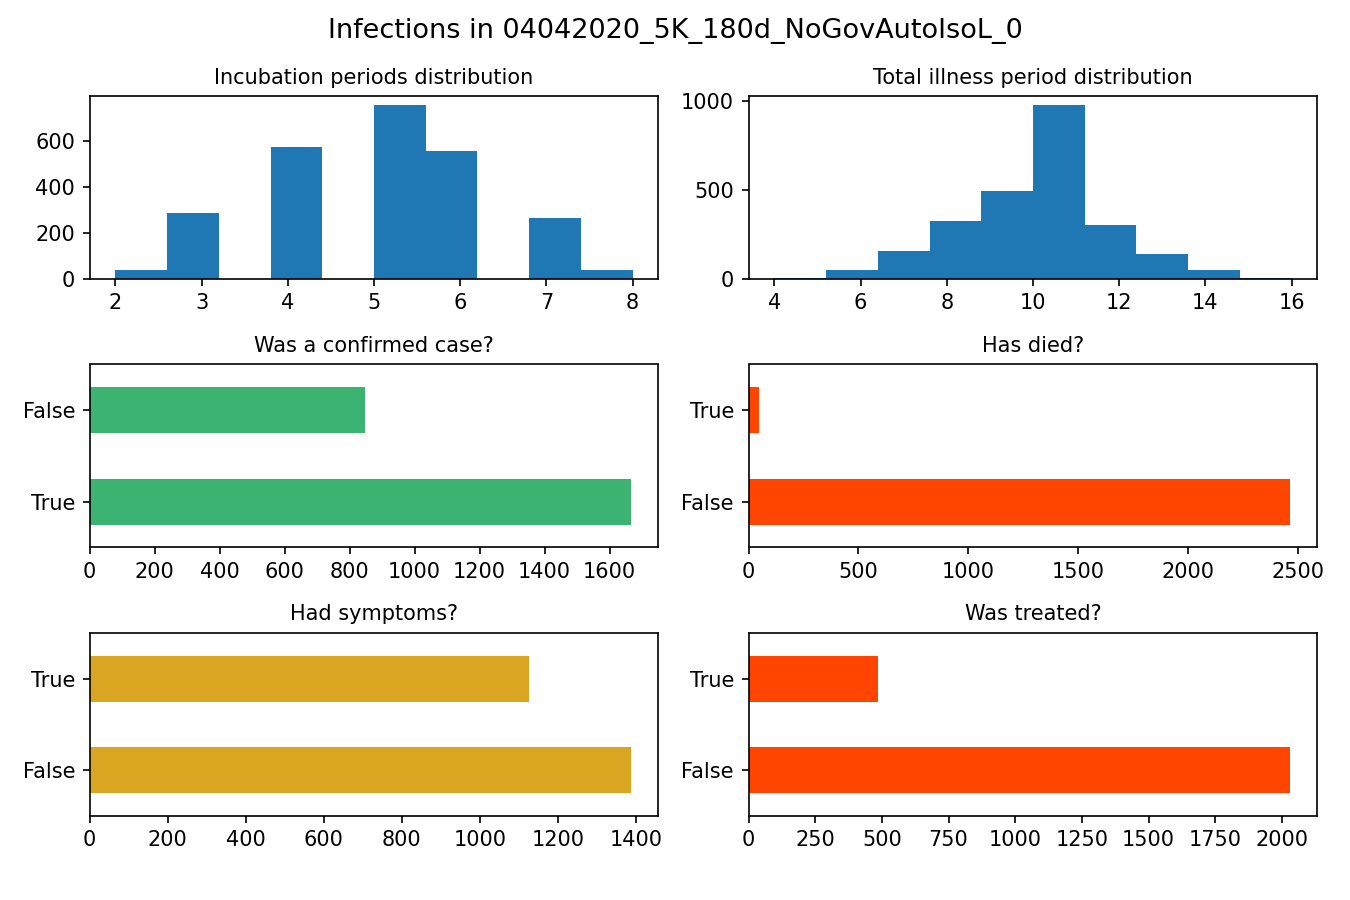 Infections in 04042020_5K_180d_NoGovAutoIsoL_0
Incubation periods distribution
600
400
200
0
2 3 4 5 6 7 8
Total illness period distribution
1000
500
0
4 6 8 10 12 14 16
Was a confirmed case?
False
True
0 200 400 600 800 1000 1200 1400 1600
Has died?
True
False
0 500 1000 1500 2000 2500
Had symptoms?
True
False
0 200 400 600 800 1000 1200 1400
Was treated?
True
False
0 250 500 750 1000 1250 1500 1750 2000